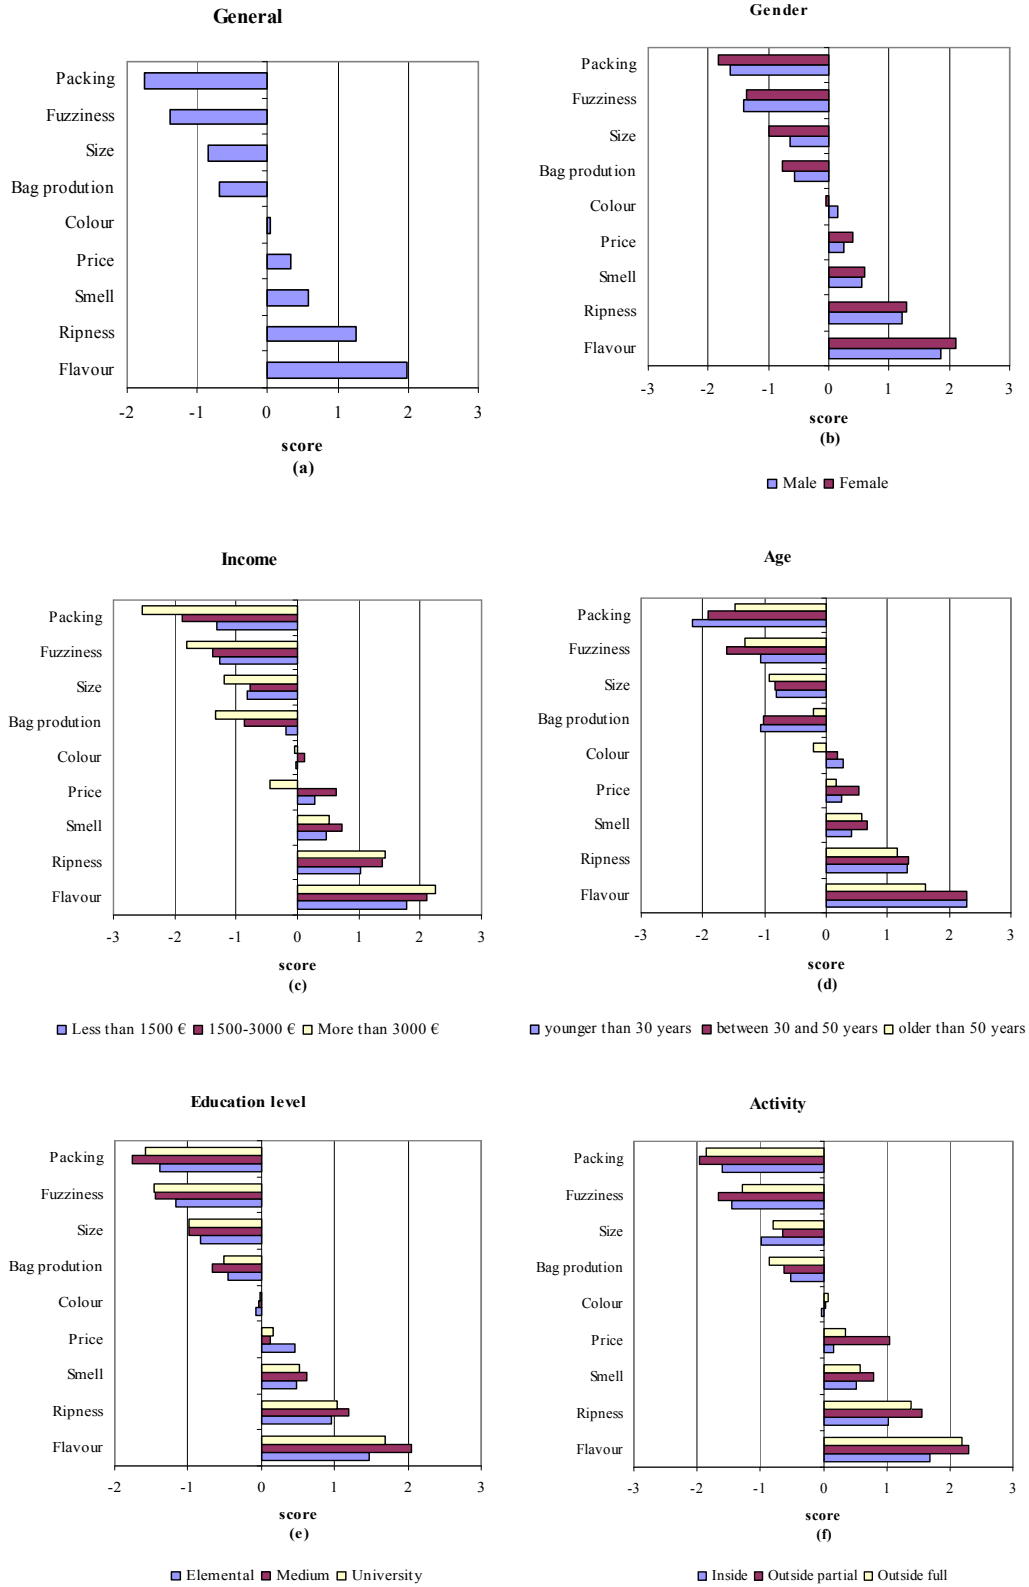 General
Packing
Fuzziness
Size
Bag prodution
Colour
Price
Smell
Ripness
Flavour
-2 -1 0 1 2 3
score
(a)
Gender
Packing
Fuzziness
Size
Bag prodution
Colour
Price
Smell
Ripness
Flavour
-3 -2 -1 0 1 2 3
score
(b)
Male Female
Income
Packing
Fuzziness
Size
Bag prodution
Colour
Price
Smell
Ripness
Flavour
-3 -2 -1 0 1 2 3
score
(c)
Less than 1500 € 1500-3000 € More than 3000 €
Age
Packing
Fuzziness
Size
Bag prodution
Colour
Price
Smell
Ripness
Flavour
-3 -2 -1 0 1 2 3
score
(d)
younger than 30 years between 30 and 50 years older than 50 years
Education level
Packing
Fuzziness
Size
Bag prodution
Colour
Price
Smell
Ripness
Flavour
-2 -1 0 1 2 3
score
(e)
Elemental Medium University
Activity
Packing
Fuzziness
Size
Bag prodution
Colour
Price
Smell
Ripness
Flavour
-3 -2 -1 0 1 2 3
score
(f)
Inside Outside partial Outside full